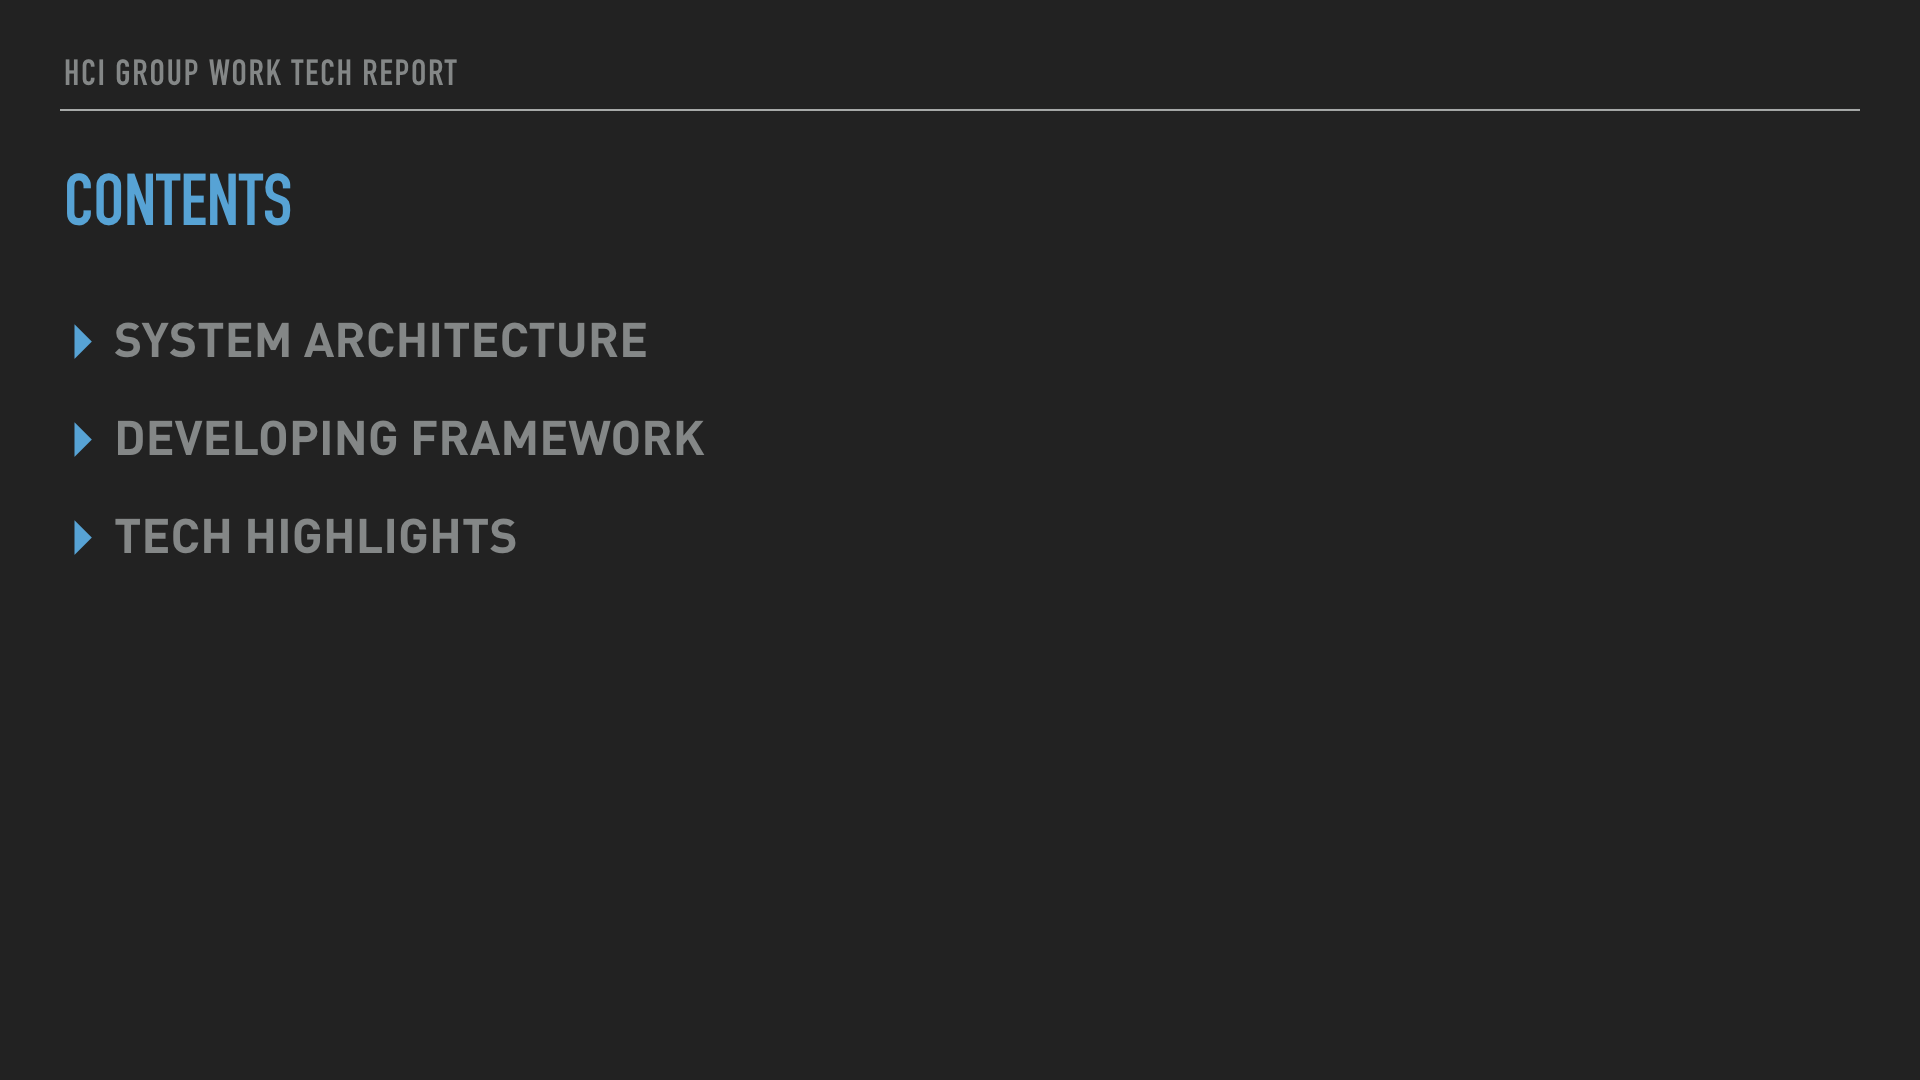 HCI GROUP WORK TECH REPORT
CONTENTS
SYSTEM ARCHITECTURE
DEVELOPING FRAMEWORK
TECH HIGHLIGHTS